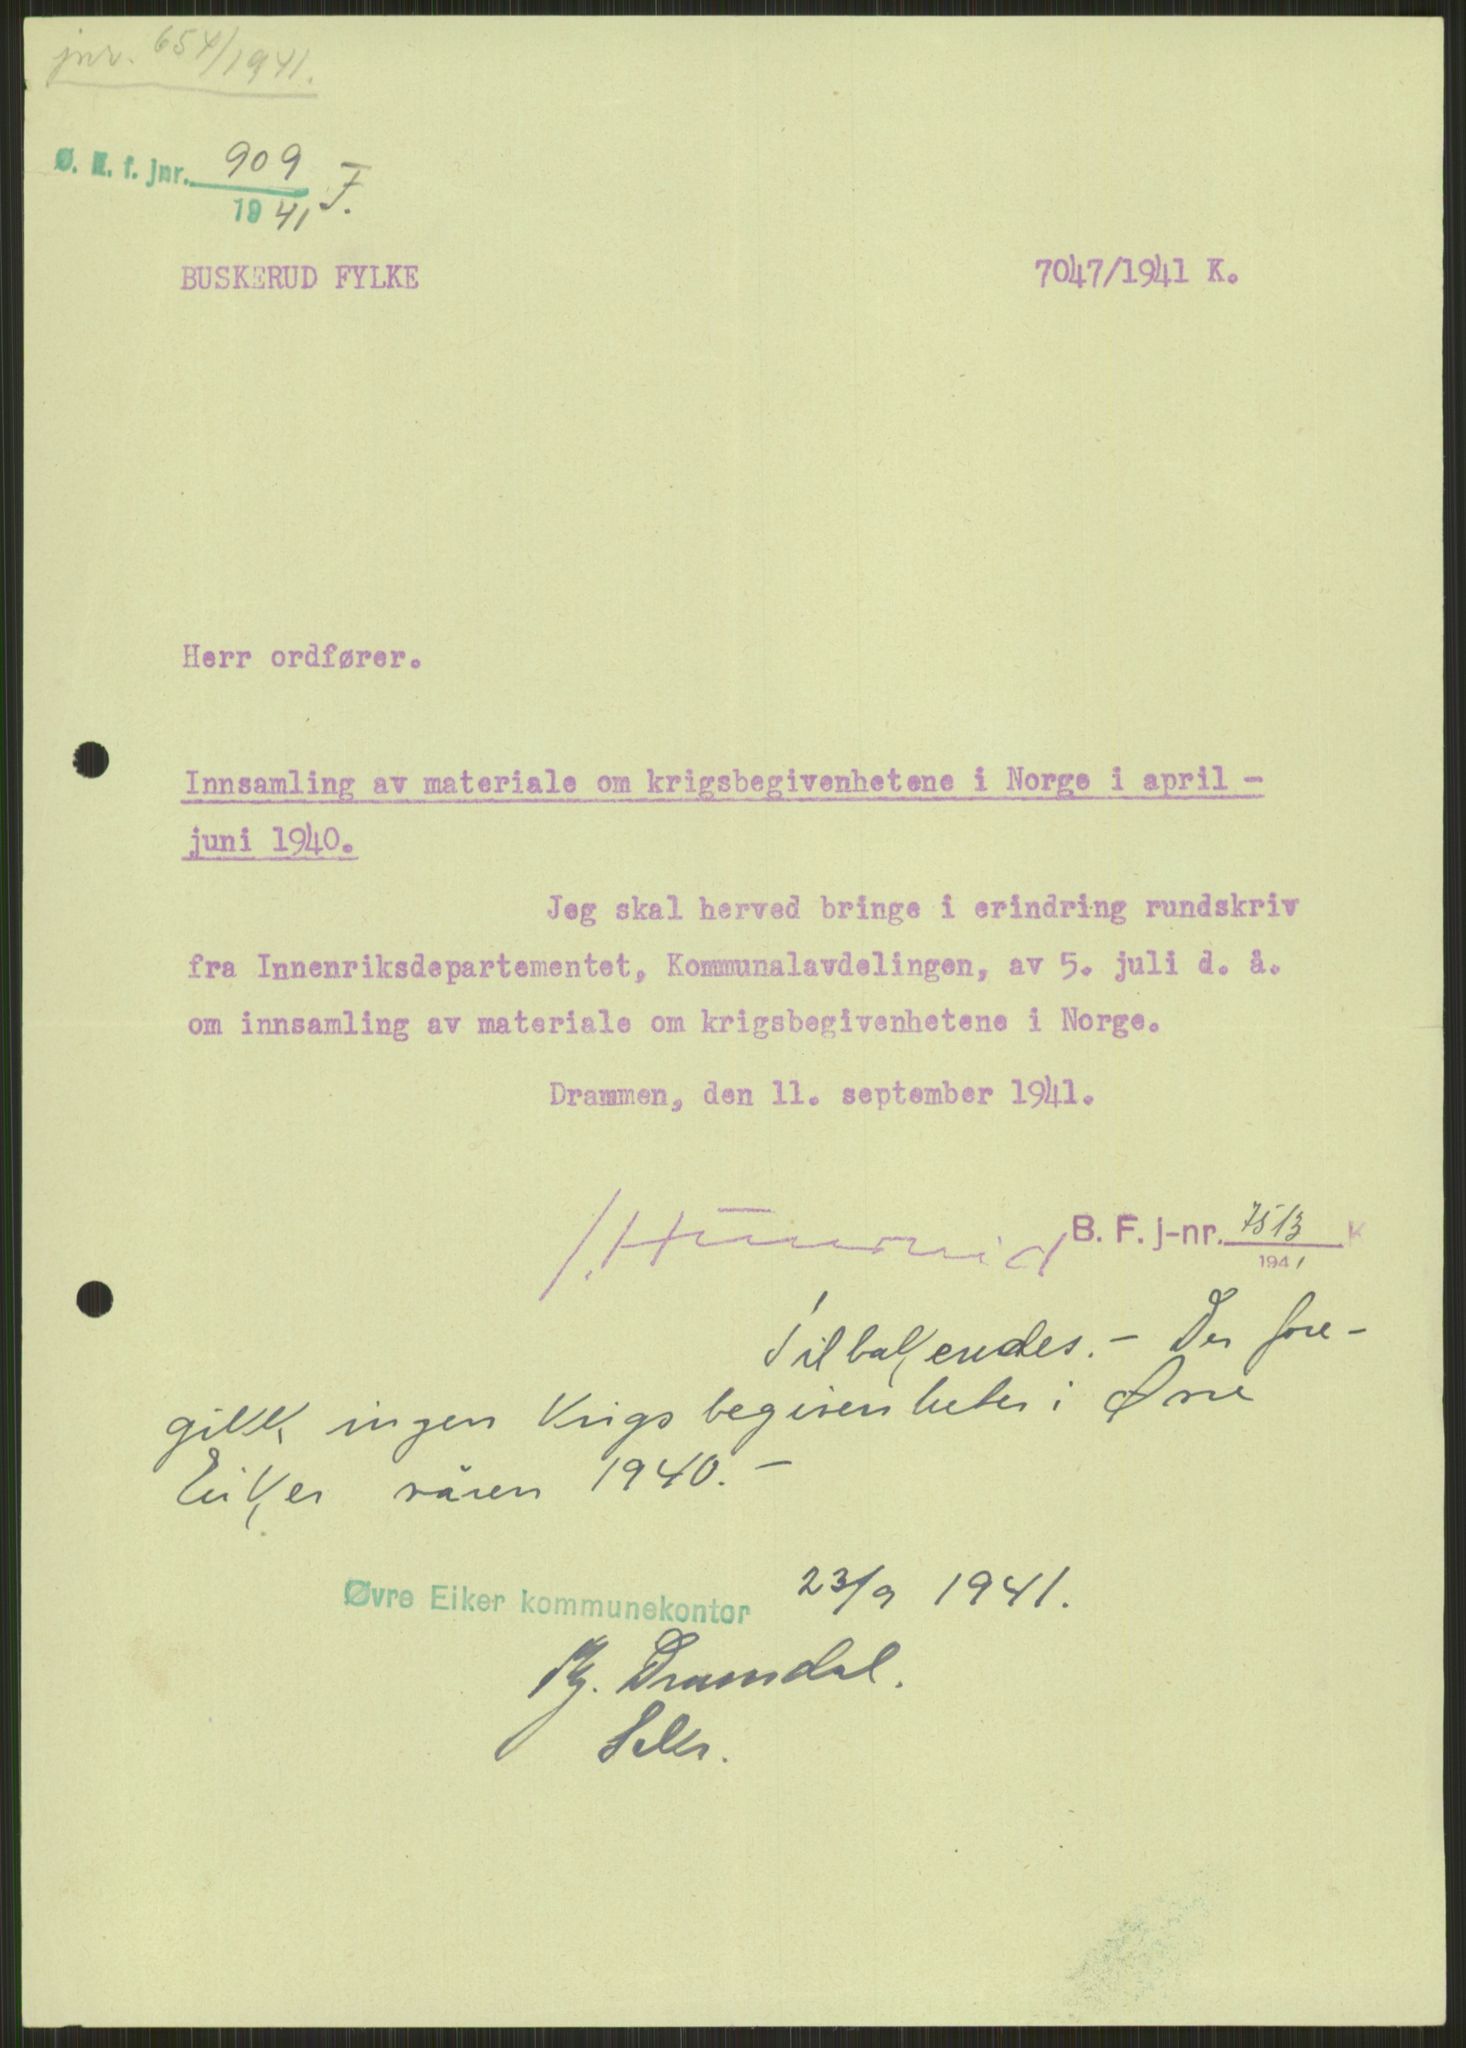 jnr. 654/1941.
Ø. E. f. jnr. 909 F.
1941
BUSKERUD FYLKE
7047/1941 K.
Herr ordfører.
Innsamling av materiale om krigsbegivenhetene i Norge i april -
juni 1940.
Jeg skal herved bringe i erindring rundskriv
fra Innenriksdepartementet, Kommunalavdelingen, av 5. juli d. å.
om innsamling av materiale om krigsbegivenhetene i Norge.
Drammen, den 11. september 1941.
B. F. j-nr. 7513 K
1941
Tilbakesendes. - Der fore-
gikk ingen krigsbegivenheter i Øvre
Eiker våren 1940. -
Øvre Eiker kommunekontor 23/9 1941.
Dramdal.
Sekr.